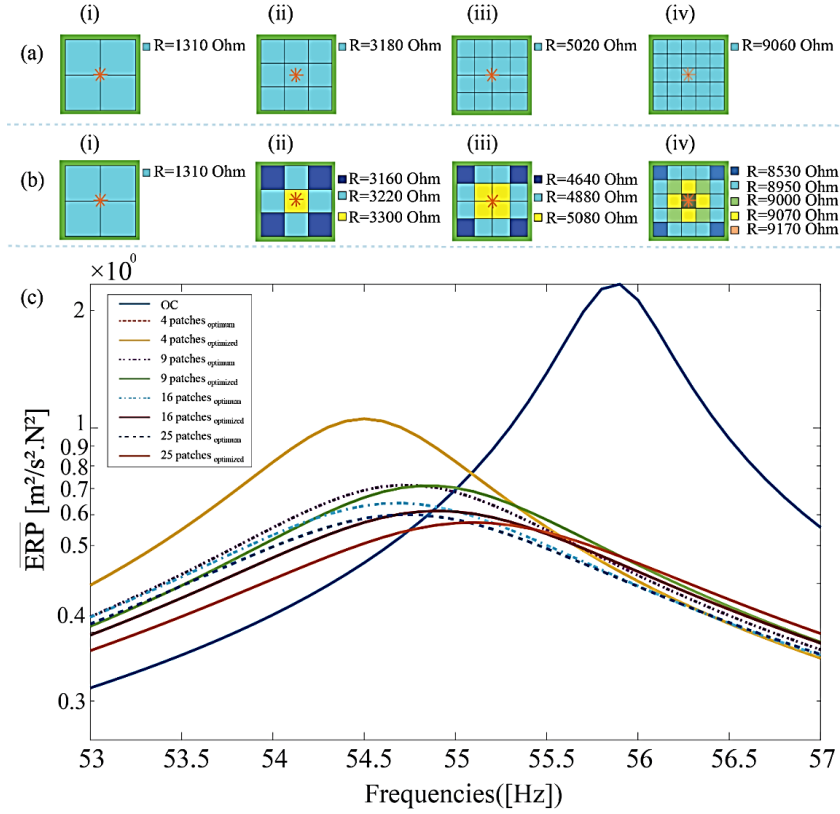 (i) (ii) (iii) (iv)
(a) R=1310 Ohm R=3180 Ohm R=5020 Ohm R=9060 Ohm
(i) (ii) (iii) (iv)
(b) R=1310 Ohm
R=3160 Ohm
R=3220 Ohm
R=3300 Ohm
R=4640 Ohm
R=4880 Ohm
R=5080 Ohm
R=8530 Ohm
R=8950 Ohm
R=9000 Ohm
R=9070 Ohm
R=9170 Ohm
×10⁰
(c)
OC
4 patches optimum
4 patches optimized
9 patches optimum
9 patches optimized
16 patches optimum
16 patches optimized
25 patches optimum
25 patches optimized
2
1
0.9
0.8
0.7
0.6
0.5
0.4
0.3
ERP [m²/s².N²]
53 53.5 54 54.5 55 55.5 56 56.5 57
Frequencies([Hz])